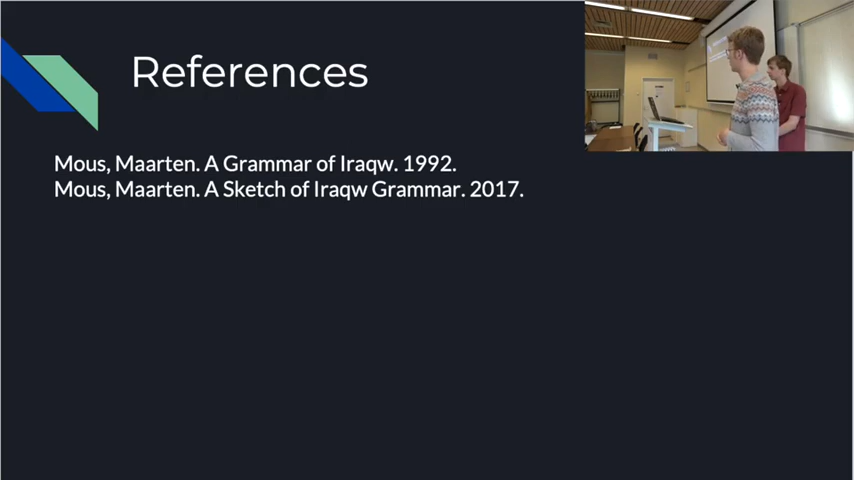 References
Mous, Maarten. A Grammar of Iraqw. 1992.
Mous, Maarten. A Sketch of Iraqw Grammar. 2017.